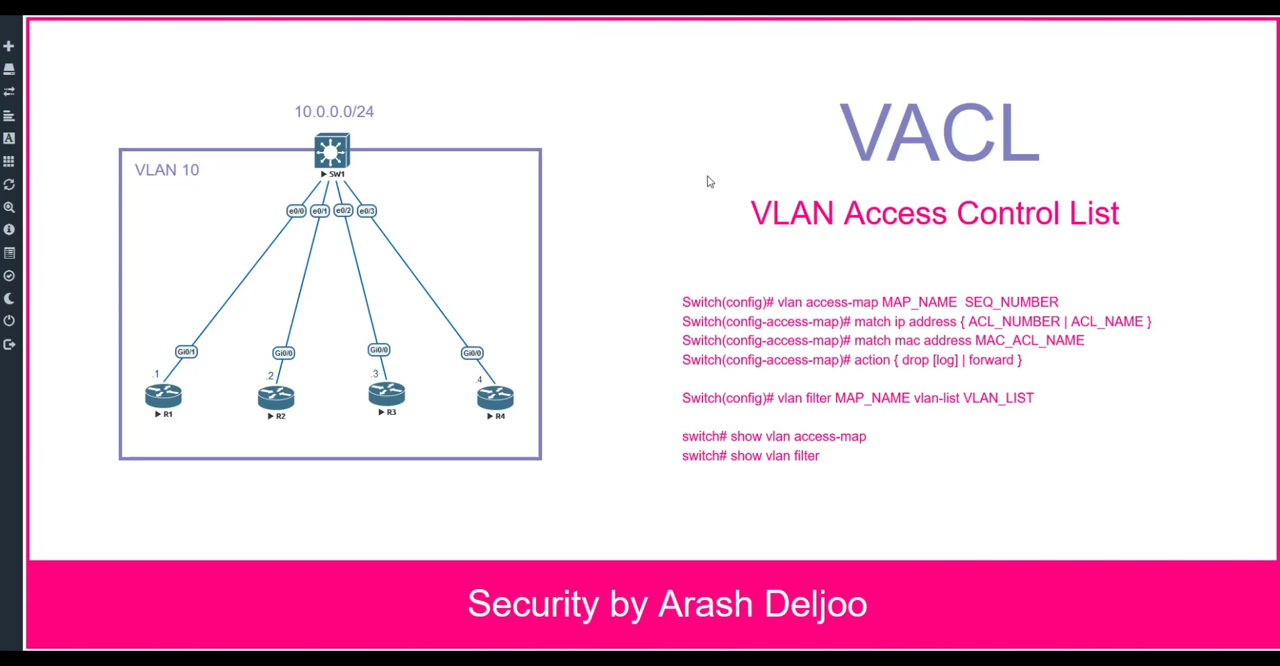 10.0.0.0/24
VLAN 10
SW1
e0/0 e0/1 e0/2 e0/3
Gi0/1 Gi0/0 Gi0/0 Gi0/0
.1 .2 .3 .4
R1 R2 R3 R4
VACL
VLAN Access Control List
Switch(config)# vlan access-map MAP_NAME SEQ_NUMBER
Switch(config-access-map)# match ip address { ACL_NUMBER | ACL_NAME }
Switch(config-access-map)# match mac address MAC_ACL_NAME
Switch(config-access-map)# action { drop [log] | forward }
Switch(config)# vlan filter MAP_NAME vlan-list VLAN_LIST
switch# show vlan access-map
switch# show vlan filter
Security by Arash Deljoo